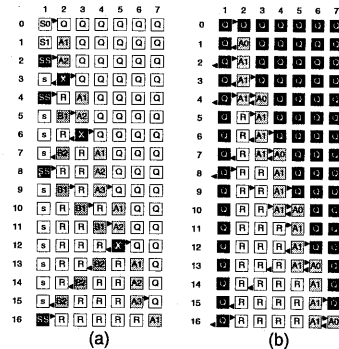 1 2 3 4 5 6 7
0 S0 Q Q Q Q Q Q
1 S1 A1 Q Q Q Q Q
2 SS A2 Q Q Q Q Q
3 s X Q Q Q Q Q
4 SS R A1 Q Q Q Q
5 s B1 A2 Q Q Q Q
6 s R X Q Q Q Q
7 s B2 R A1 Q Q Q
8 SS R R Q Q Q
9 s B1 R A3 Q Q Q
10 s R B1 R A1 Q Q
11 s R R B1 A2 Q Q
12 s R R R X Q Q
13 s R R B2 R A1 Q
14 s R B2 R R A2 Q
15 s B2 R R R A3 Q
16 SS R R R R R A1
(a)
1 2 3 4 5 6 7
0 Q Q Q Q Q Q Q
1 Q A0 Q Q Q Q Q
2 Q A1 Q Q Q Q Q
3 Q A1 Q Q Q Q Q
4 Q A1 A0 Q Q Q Q
5 Q R A1 Q Q Q Q
6 Q R A1 Q Q Q Q
7 Q R A1 A0 Q Q Q
8 Q R R A1 Q Q Q
9 Q R R A1 Q Q Q
10 Q R R A1 A0 Q Q
11 Q R R R A1 Q Q
12 Q R R R A1 Q Q
13 Q R R R A1 A0 Q
14 Q R R R R A1 Q
15 Q R R R R A1 Q
16 Q R R R R A1 A0
(b)